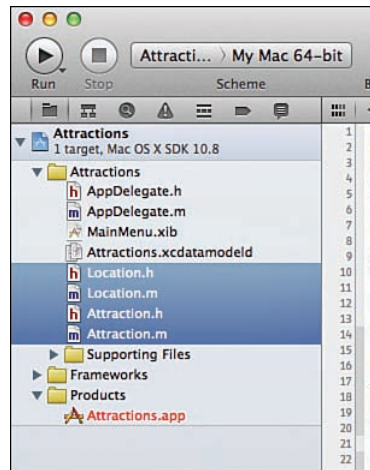 Attracti... › My Mac 64-bit
Run Stop Scheme
Attractions
1 target, Mac OS X SDK 10.8
Attractions
h AppDelegate.h
m AppDelegate.m
MainMenu.xib
Attractions.xcdatamodeld
h Location.h
m Location.m
h Attraction.h
m Attraction.m
Supporting Files
Frameworks
Products
Attractions.app
1
2
3
4
5
6
7
8
9
10
11
12
13
14
15
16
17
18
19
20
21
22